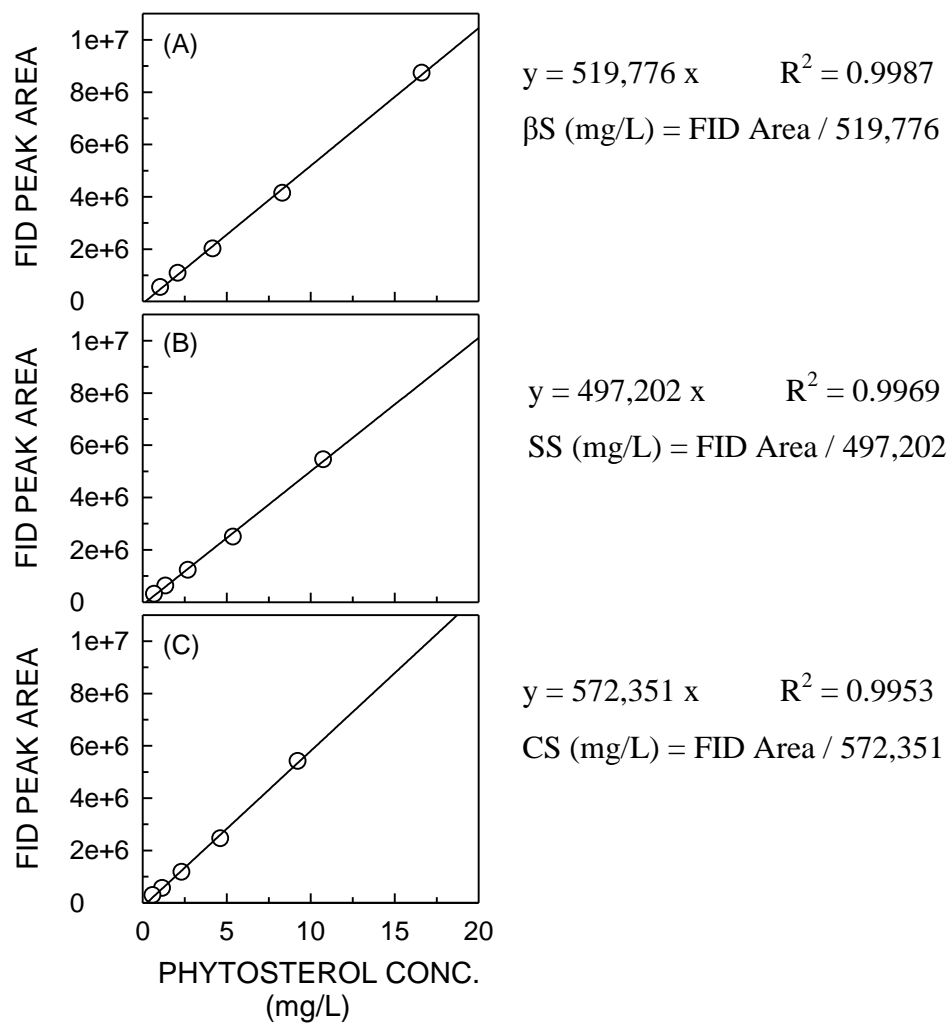 (A)
FID PEAK AREA
1e+7
8e+6
6e+6
4e+6
2e+6
0
y = 519,776 x R² = 0.9987
βS (mg/L) = FID Area / 519,776
(B)
FID PEAK AREA
1e+7
8e+6
6e+6
4e+6
2e+6
0
y = 497,202 x R² = 0.9969
SS (mg/L) = FID Area / 497,202
(C)
FID PEAK AREA
1e+7
8e+6
6e+6
4e+6
2e+6
0
y = 572,351 x R² = 0.9953
CS (mg/L) = FID Area / 572,351
0 5 10 15 20
PHYTOSTEROL CONC.
(mg/L)